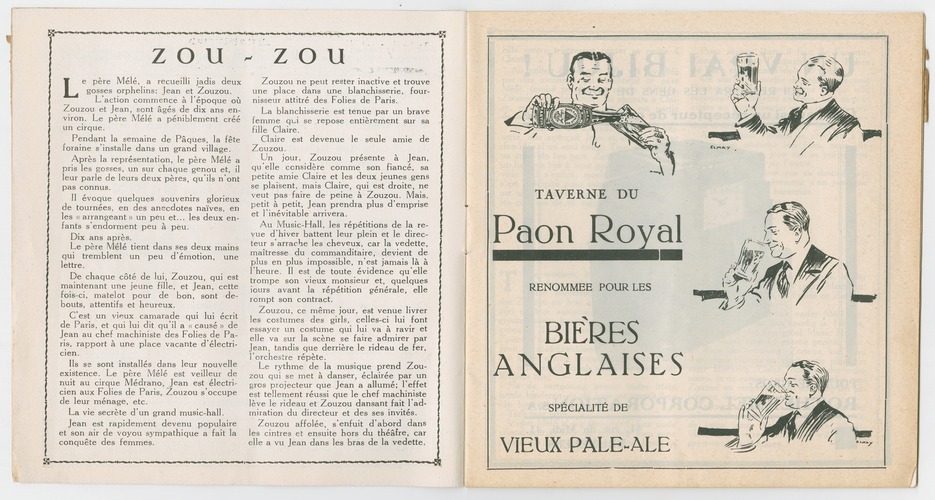 ZOU - ZOU
Le père Mélé, a recueilli jadis deux
gosses orphelins: Jean et Zouzou.
L'action commence à l'époque où
Zouzou et Jean, sont âgés de dix ans en-
viron. Le père Mélé a péniblement créé
un cirque.
Pendant la semaine de Pâques, la fête
foraine s'installe dans un grand village.
Après la représentation, le père Mélé a
pris les gosses, un sur chaque genou et, il
leur parle de leurs deux pères, qu'ils n'ont
pas connus.
Il évoque quelques souvenirs glorieux
de tournées, en des anecdotes naïves, en
les « arrangeant » un peu et... les deux en-
fants s'endorment peu à peu.
Dix ans après.
Le père Mélé tient dans ses deux mains
qui tremblent un peu d'émotion, une
lettre.
De chaque côté de lui, Zouzou, qui est
maintenant une jeune fille, et Jean, cette
fois-ci, matelot pour de bon, sont de-
bouts, attentifs et heureux.
C'est un vieux camarade qui lui écrit
de Paris, et qui lui dit qu'il a « causé » de
Jean au chef machiniste des Folies de Pa-
ris, rapport à une place vacante d'électri-
cien.
Ils se sont installés dans leur nouvelle
existence. Le père Mélé est veilleur de
nuit au cirque Médrano, Jean est électri-
cien aux Folies de Paris, Zouzou s'occupe
de leur ménage, etc.
La vie secrète d'un grand music-hall.
Jean est rapidement devenu populaire
et son air de voyou sympathique a fait la
conquête des femmes.
Zouzou ne peut rester inactive et trouve
une place dans une blanchisserie, four-
nisseur attitré des Folies de Paris.
La blanchisserie est tenue par un brave
femme qui se repose entièrement sur sa
fille Claire.
Claire est devenue le seule amie de
Zouzou.
Un jour, Zouzou présente à Jean,
qu'elle considère comme son fiancé, sa
petite amie Claire et les deux jeunes gens
se plaisent, mais Claire, qui est droite, ne
veut pas faire de peine à Zouzou. Mais,
petit à petit, Jean prendra plus d'emprise
et l'inévitable arrivera.
Au Music-Hall, les répétitions de la re-
vue d'hiver battent leur plein et le direc-
teur s'arrache les cheveux, car la vedette,
maîtresse du commanditaire, devient de
plus en plus impossible, n'est jamais là à
l'heure. Il est de toute évidence qu'elle
trompe son vieux monsieur et, quelques
jours avant la répétition générale, elle
rompt son contract.
Zouzou, ce même jour, est venue livrer
les costumes des girls, celles-ci lui font
essayer un costume qui lui va à ravir et
elle va sur la scène se faire admirer par
Jean, tandis que derrière le rideau de fer,
l'orchestre répète.
Le rythme de la musique prend Zou-
zou qui se met à danser, éclairée par un
gros projecteur que Jean a allumé; l'effet
est tellement réussi que le chef machiniste
lève le rideau et Zouzou dansant fait l'ad-
miration du directeur et des ses invités.
Zouzou affolée, s'enfuit d'abord dans
les cintres et ensuite hors du théâtre, car
elle a vu Jean dans les bras de la vedette.
TAVERNE DU
Paon Royal
RENOMMEE POUR LES
BIÈRES
ANGLAISES
SPÉCIALITÉ DE
VIEUX PALE-ALE